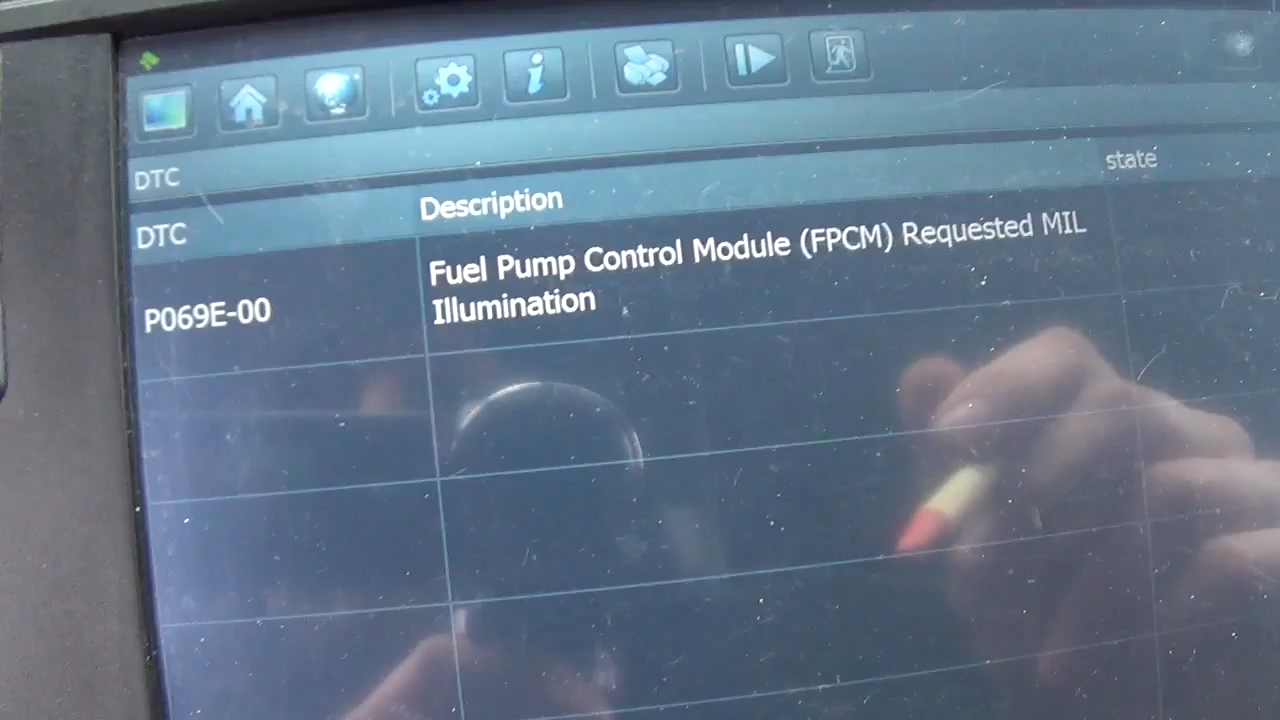 DTC
DTC Description state
P069E-00 Fuel Pump Control Module (FPCM) Requested MIL
Illumination